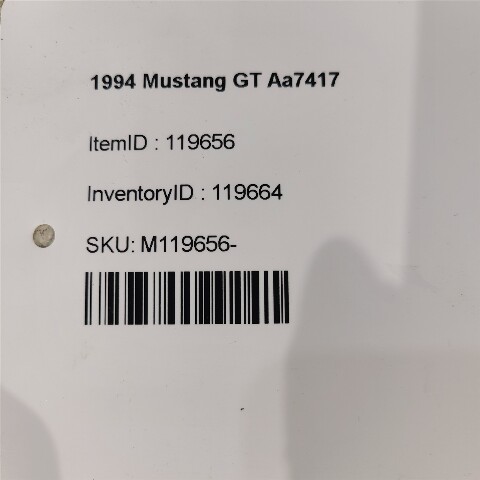 1994 Mustang GT Aa7417
ItemID : 119656
InventoryID : 119664
SKU: M119656-